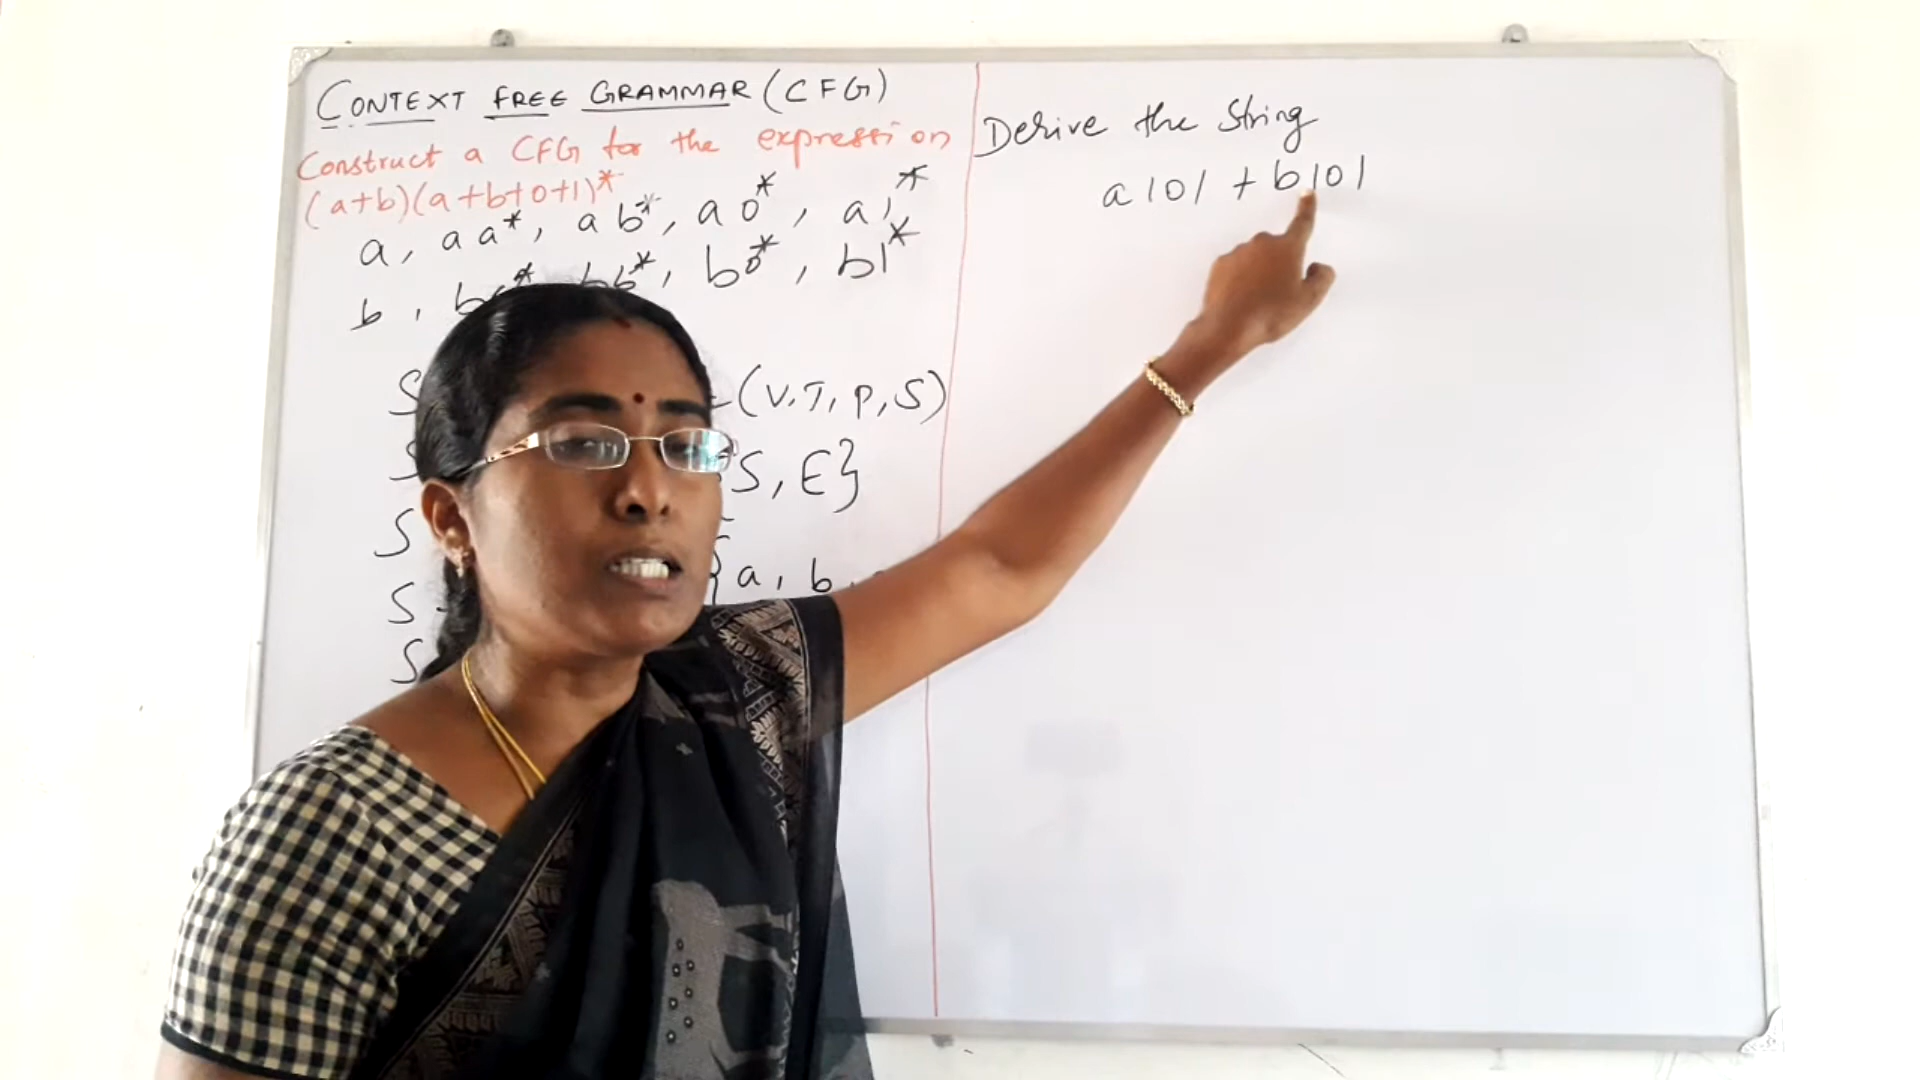 CONTEXT FREE GRAMMAR (CFG)
Construct a CFG for the expression
(a+b)(a+b+0+1)*
a, aa*, ab*, a0*, a1*
b, bb*, b0*, b1*
S (V,T,P,S)
S, E}
S
S {a, b
S
Derive the String
a101 + b101